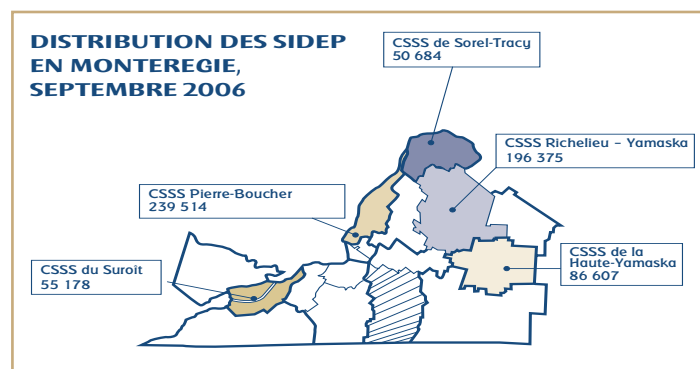 DISTRIBUTION DES SIDEP
EN MONTEREGIE,
SEPTEMBRE 2006
CSSS de Sorel-Tracy
50 684
CSSS Richelieu – Yamaska
196 375
CSSS Pierre-Boucher
239 514
CSSS de la
Haute-Yamaska
86 607
CSSS du Suroît
55 178